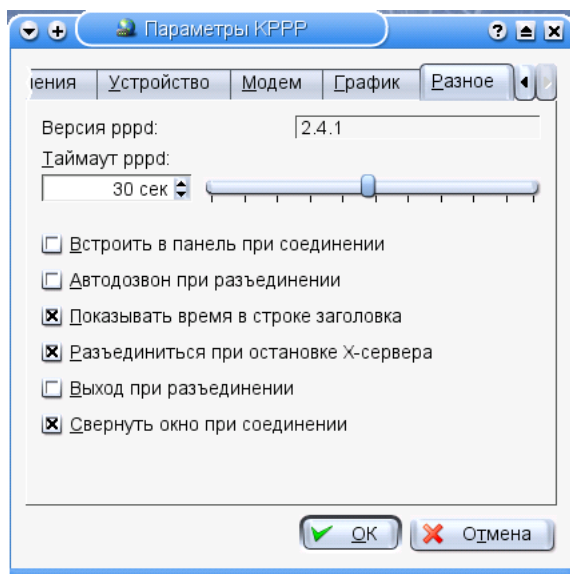 Параметры KPPP
ления Устройство Модем График Разное
Версия pppd: 2.4.1
Таймаут pppd:
30 сек
Встроить в панель при соединении
Автодозвон при разъединении
Показывать время в строке заголовка
Разъединиться при остановке X-сервера
Выход при разъединении
Свернуть окно при соединении
OK Отмена